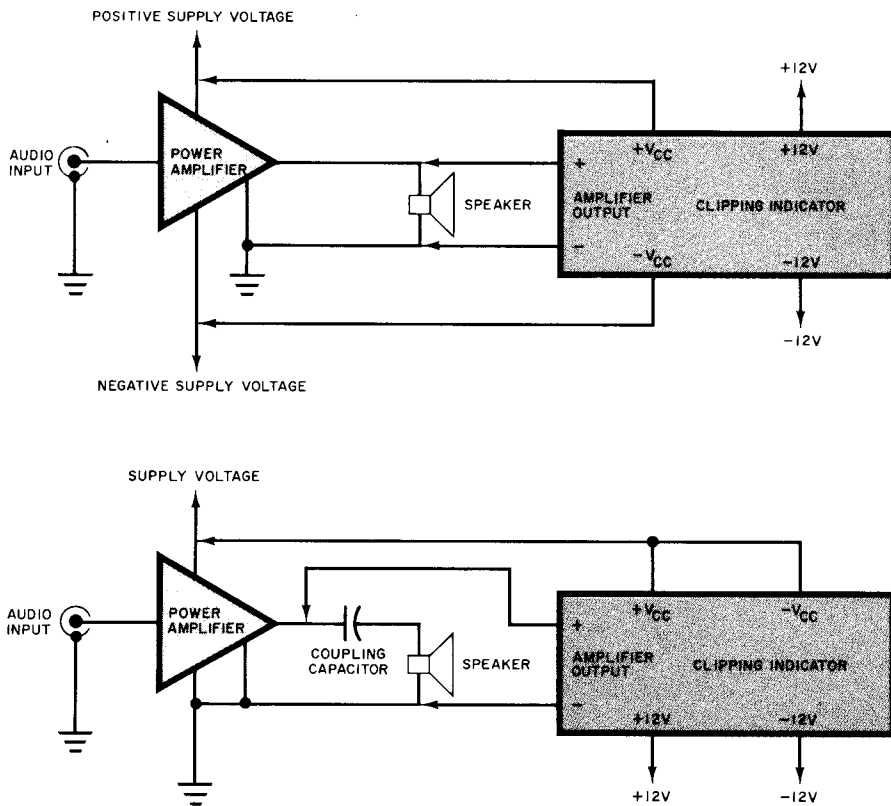 POSITIVE SUPPLY VOLTAGE
+12V
AUDIO
INPUT
POWER
AMPLIFIER
SPEAKER
+VCC
+12V
+
AMPLIFIER
OUTPUT
CLIPPING INDICATOR
−
−VCC
−12V
−12V
NEGATIVE SUPPLY VOLTAGE
SUPPLY VOLTAGE
AUDIO
INPUT
POWER
AMPLIFIER
COUPLING
CAPACITOR
SPEAKER
+VCC
−VCC
+
AMPLIFIER
OUTPUT
CLIPPING INDICATOR
−
+12V
−12V
+12V
−12V